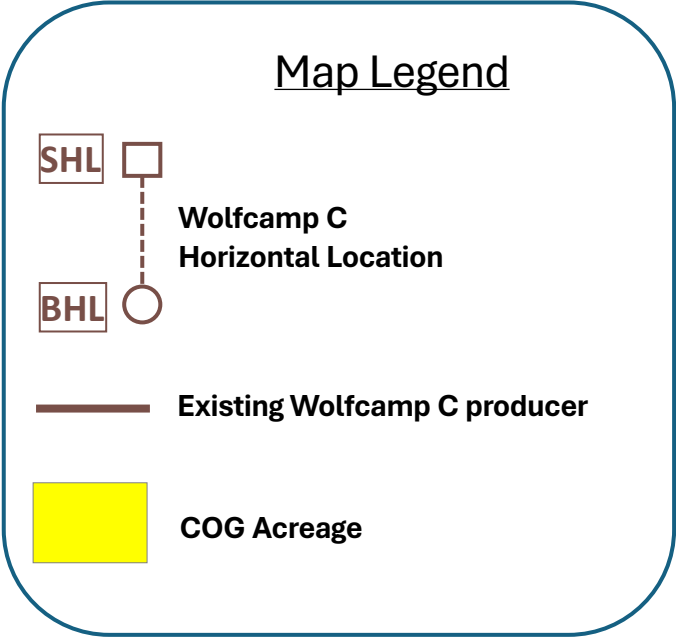 Map Legend
SHL
Wolfcamp C
Horizontal Location
BHL
Existing Wolfcamp C producer
COG Acreage